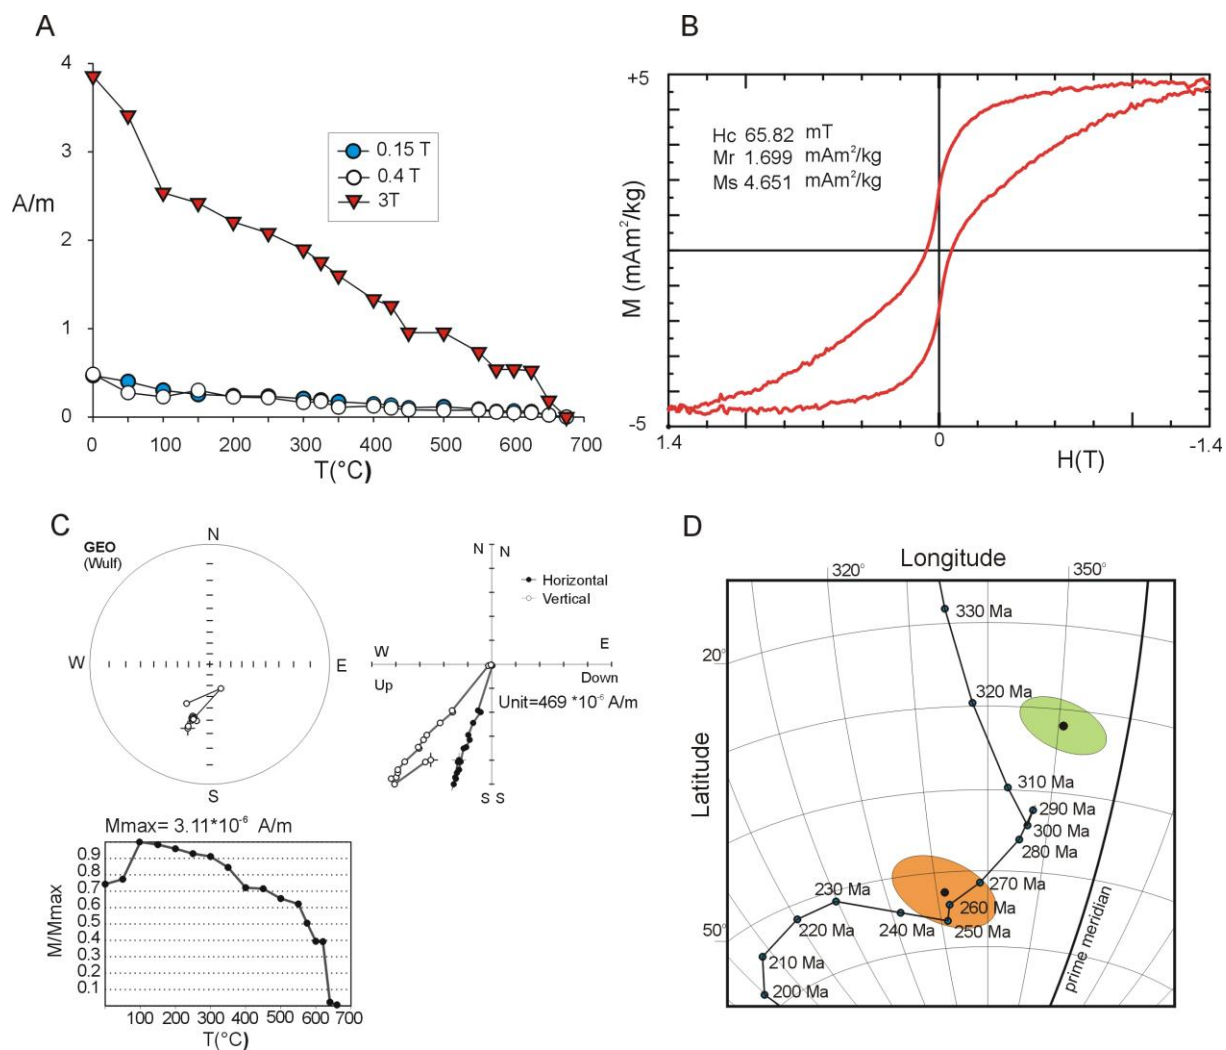 A
4
3
A/m
2
1
0
0.15 T
0.4 T
3T
0 100 200 300 400 500 600 700
T(°C)
B
+5
Hc 65.82 mT
Mr 1.699 mAm²/kg
Ms 4.651 mAm²/kg
M (mAm²/kg)
-5
1.4 0 -1.4
H(T)
C
GEO
(Wulf)
N
W
E
S
N N
Horizontal
Vertical
W
E
Up
Down
Unit=469 *10⁻⁶ A/m
S S
Mmax= 3.11*10⁻⁶ A/m
0.9
0.8
0.7
0.6
0.5
0.4
0.3
0.2
0.1
M/Mmax
100 200 300 400 500 600 700
T(°C)
D
Longitude
320° 350°
330 Ma
20°
320 Ma
Latitude
310 Ma
290 Ma
300 Ma
280 Ma
270 Ma
230 Ma
260 Ma
220 Ma
240 Ma
250 Ma
50°
210 Ma
200 Ma
prime meridian